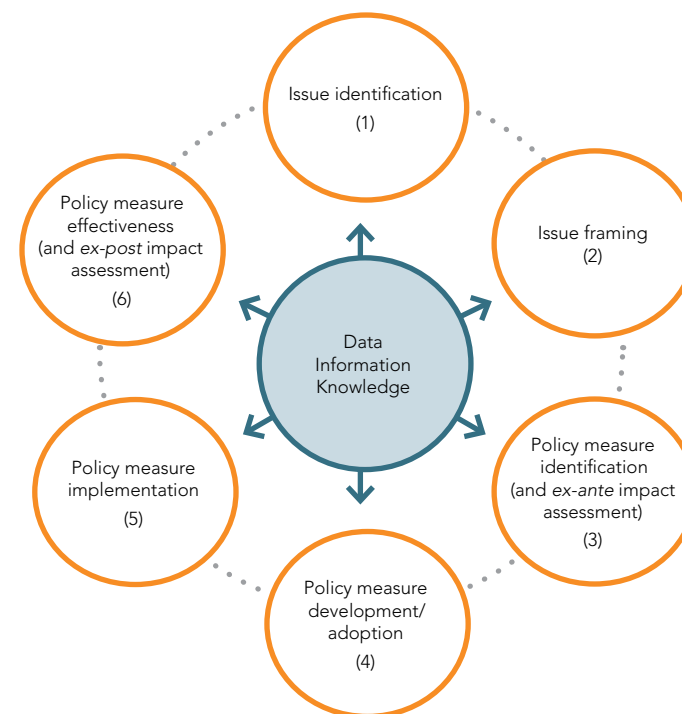 Issue identification
(1)
Issue framing
(2)
Policy measure
identification
(and ex-ante impact
assessment)
(3)
Policy measure
development/
adoption
(4)
Policy measure
implementation
(5)
Policy measure
effectiveness
(and ex-post impact
assessment)
(6)
Data
Information
Knowledge